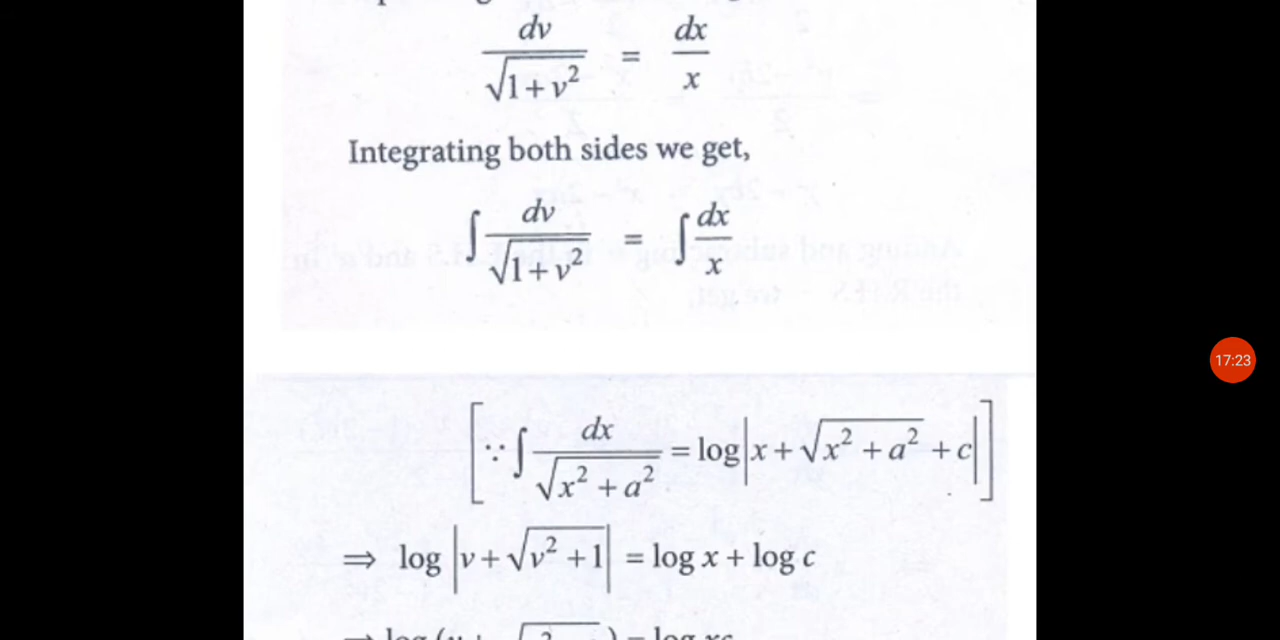 dv/√(1+v²) = dx/x
Integrating both sides we get,
∫ dv/√(1+v²) = ∫ dx/x
17:23
[∵ ∫ dx/√(x²+a²) = log|x+√(x²+a²)+c|]
⇒ log |v+√(v²+1)| = log x + log c